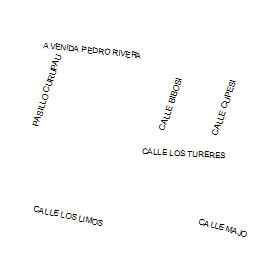 AVENIDA PEDRO RIVERA
PASILLO CURUPAU
CALLE BIBOSI
CALLE CUPESI
CALLE LOS TURERES
CALLE LOS LIMOS
CALLE MAJO